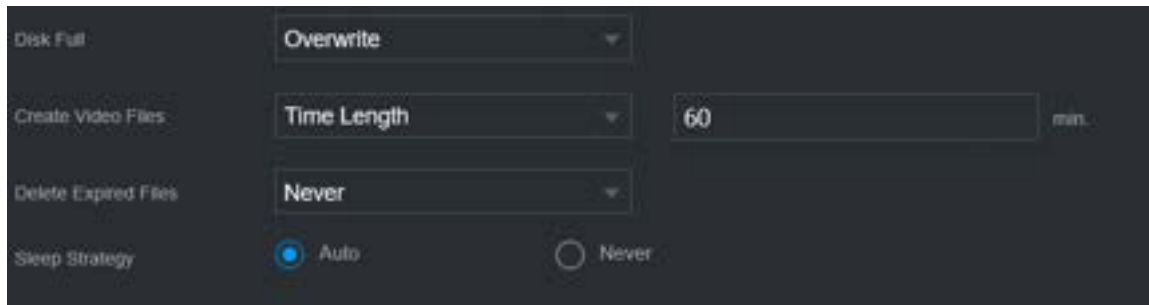 Disk Full Overwrite
Create Video Files Time Length 60 min.
Delete Expired Files Never
Sleep Strategy Auto Never